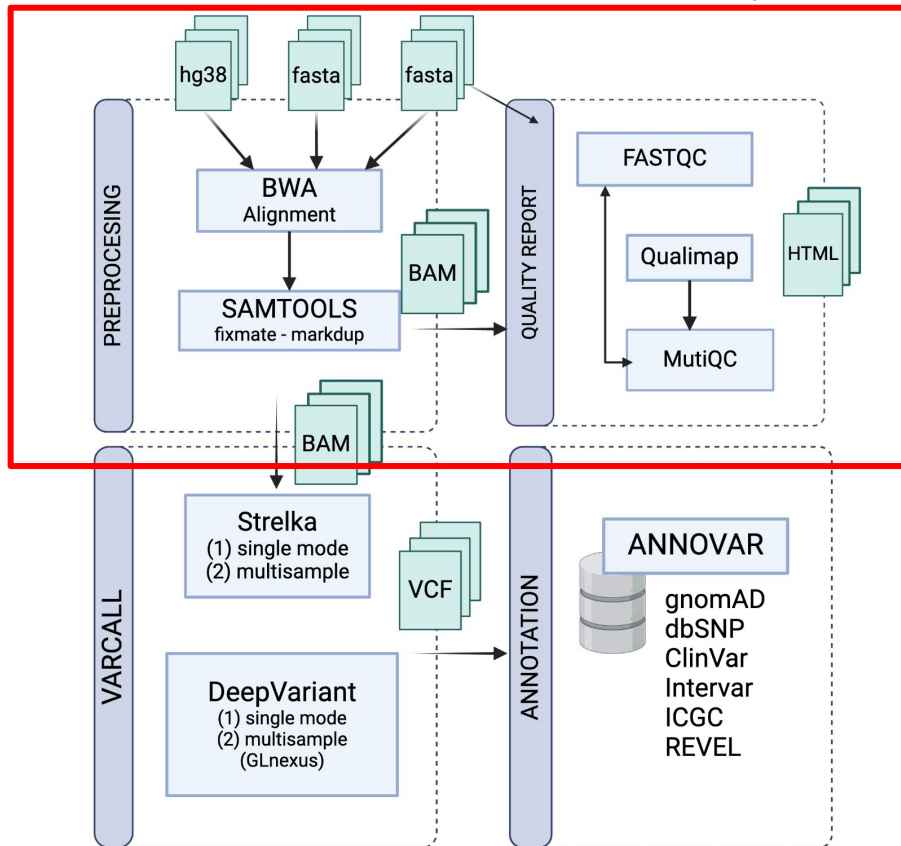 hg38
fasta
fasta
PREPROCESING
BWA
Alignment
SAMTOOLS
fixmate - markdup
BAM
QUALITY REPORT
FASTQC
Qualimap
MutiQC
HTML
BAM
VARCALL
Strelka
(1) single mode
(2) multisample
VCF
DeepVariant
(1) single mode
(2) multisample
(GLnexus)
ANNOTATION
ANNOVAR
gnomAD
dbSNP
ClinVar
Intervar
ICGC
REVEL